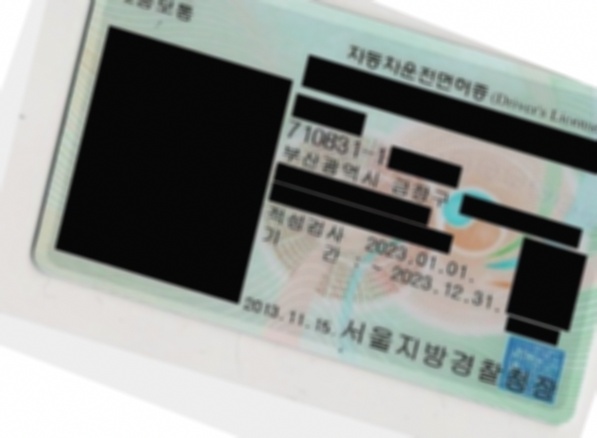 자동차운전면허증 (Driver's License
710831-1
부산광역시 금정구
적성검사 2023.01.01.
기 간 : ~ 2023.12.31.
2013.11.15. 서울지방경찰청장